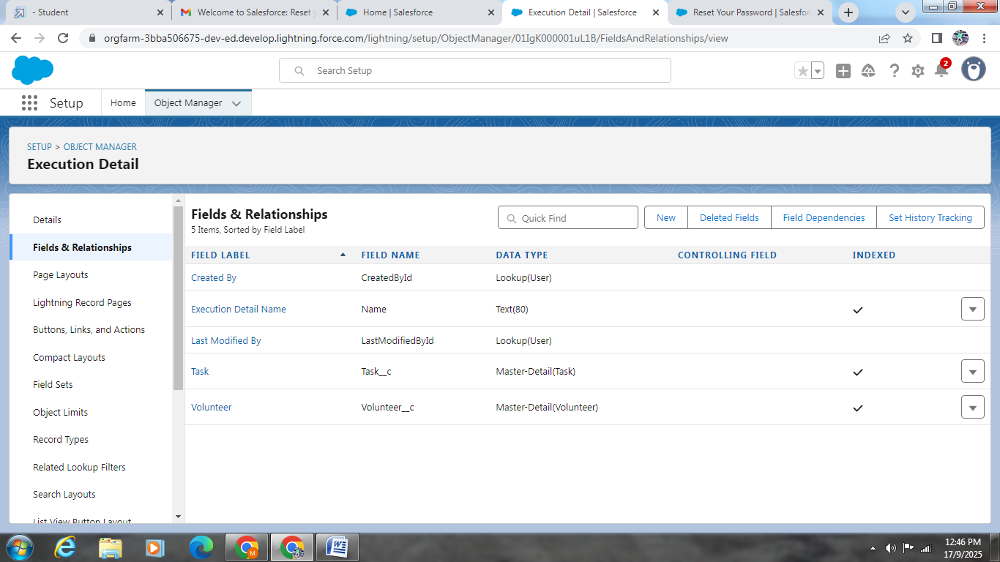 - Student
Welcome to Salesforce: Reset y
Home | Salesforce
Execution Detail | Salesforce
Reset Your Password | Salesforc
orgfarm-3bba506675-dev-ed.develop.lightning.force.com/lightning/setup/ObjectManager/01IgK000001uL1B/FieldsAndRelationships/view
Search Setup
2
Setup
Home
Object Manager
SETUP > OBJECT MANAGER
Execution Detail
Details
Fields & Relationships
Page Layouts
Lightning Record Pages
Buttons, Links, and Actions
Compact Layouts
Field Sets
Object Limits
Record Types
Related Lookup Filters
Search Layouts
List View Button Layout
Fields & Relationships
5 Items, Sorted by Field Label
Quick Find
New
Deleted Fields
Field Dependencies
Set History Tracking
FIELD LABEL FIELD NAME DATA TYPE CONTROLLING FIELD INDEXED
Created By CreatedById Lookup(User)
Execution Detail Name Name Text(80)
Last Modified By LastModifiedById Lookup(User)
Task Task__c Master-Detail(Task)
Volunteer Volunteer__c Master-Detail(Volunteer)
M
12:46 PM
17/9/2025